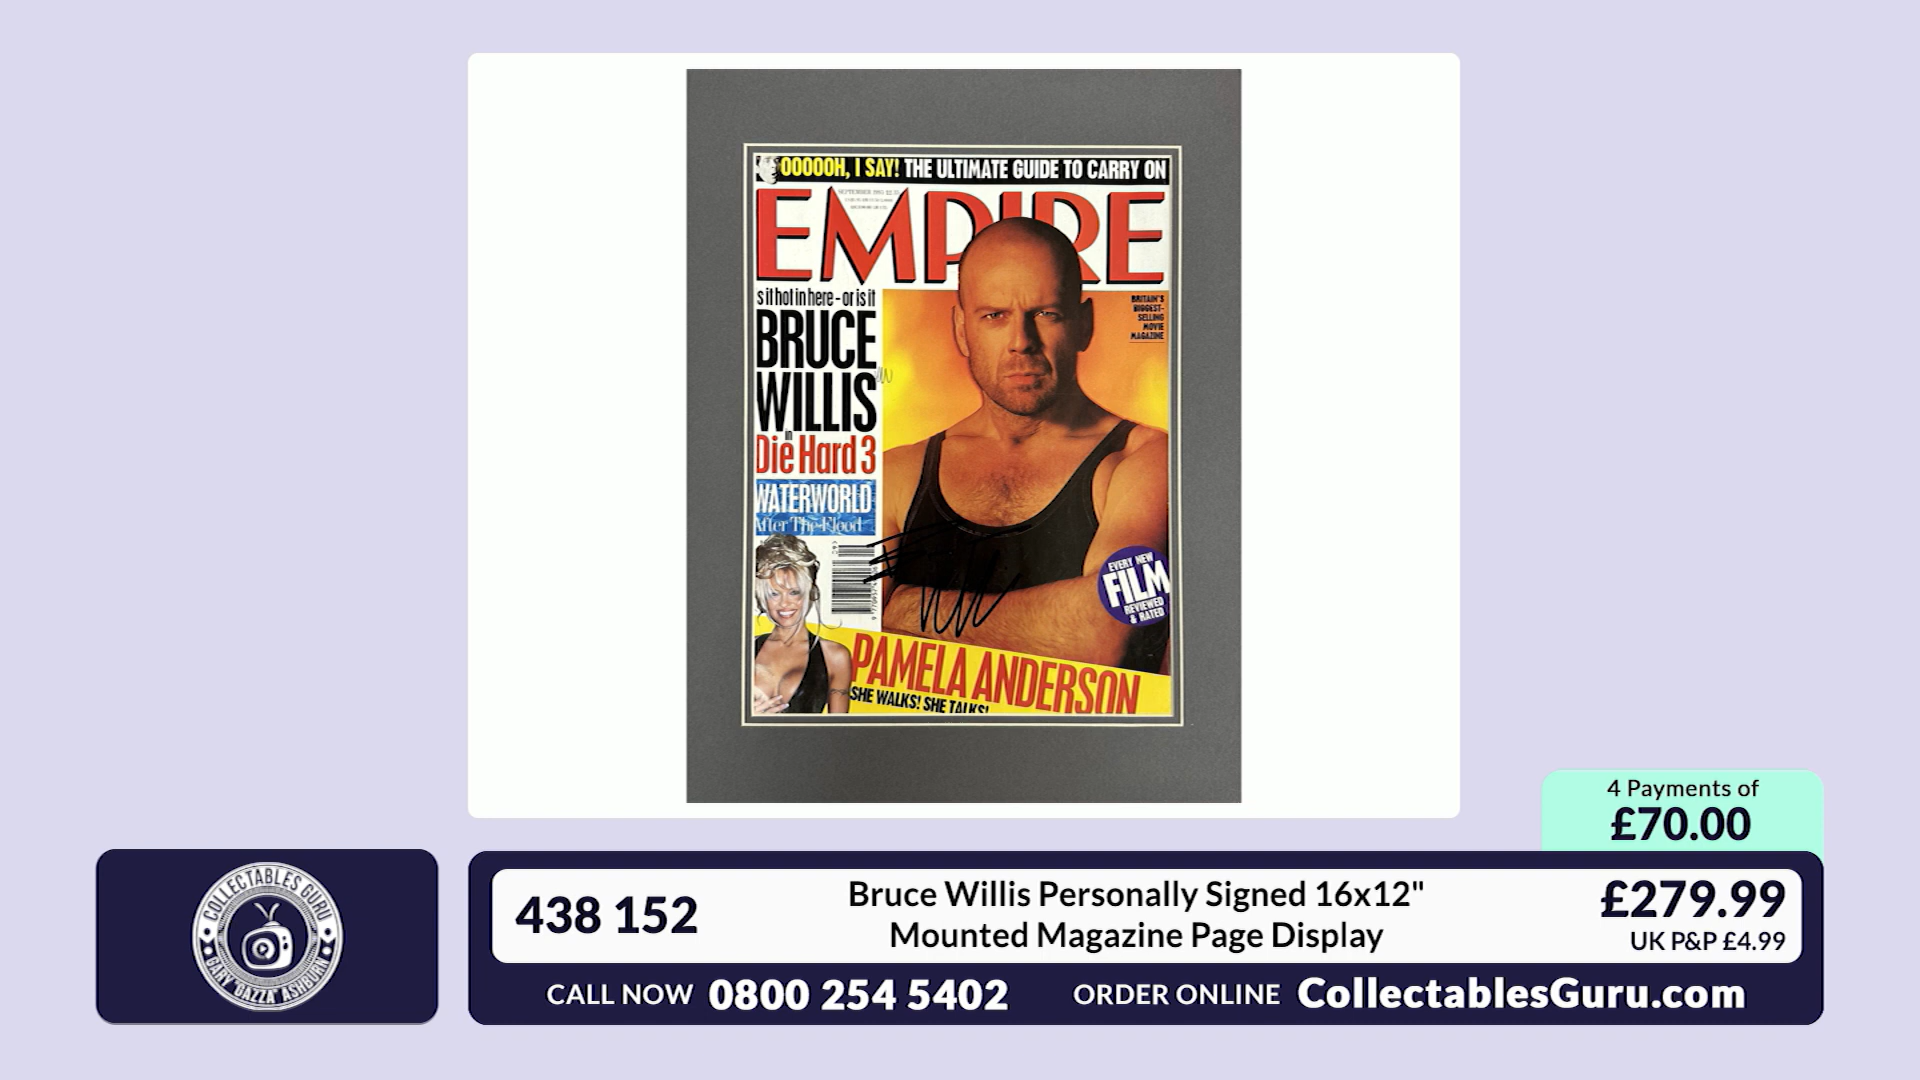 OOOOOH, I SAY! THE ULTIMATE GUIDE TO CARRY ON
EMPIRE
s it hot in here - or is it
BRUCE
WILLIS
in
Die Hard 3
WATERWORLD
After The Flood
BRITAIN'S
BIGGEST-
SELLING
MOVIE
MAGAZINE
EVERY NEW
FILM
REVIEWED
& RATED
PAMELA ANDERSON
SHE WALKS! SHE TALKS!
4 Payments of
£70.00
COLLECTABLES GURU
GARY "GAZZA" ASHBURN
438 152
Bruce Willis Personally Signed 16x12"
Mounted Magazine Page Display
£279.99
UK P&P £4.99
CALL NOW 0800 254 5402
ORDER ONLINE CollectablesGuru.com